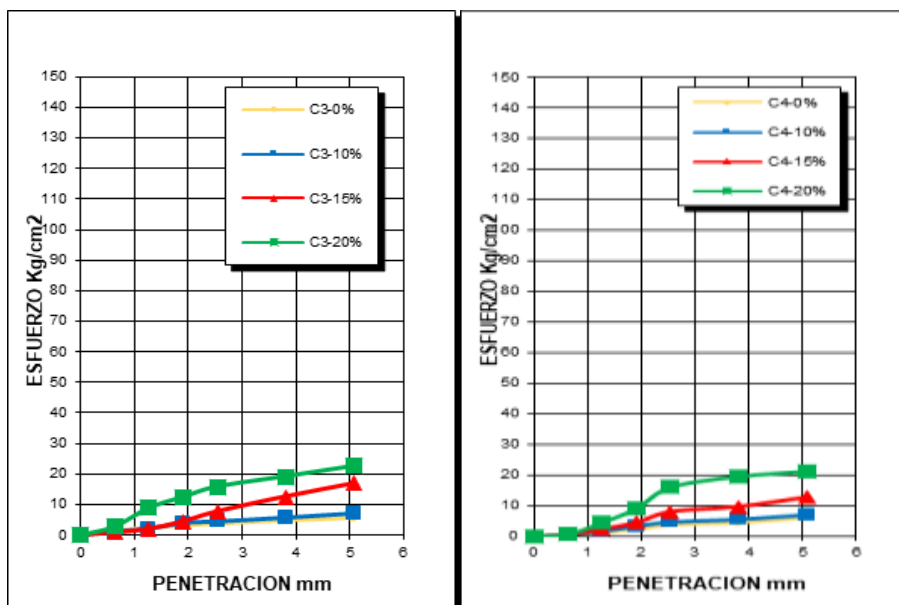 150
140
130
120
110
100
90
80
70
60
50
40
30
20
10
0
0 1 2 3 4 5 6
ESFUERZO Kg/cm2
PENETRACION mm
C3-0%
C3-10%
C3-15%
C3-20%
150
140
130
120
110
100
90
80
70
60
50
40
30
20
10
0
0 1 2 3 4 5 6
ESFUERZO Kg/cm2
PENETRACION mm
C4-0%
C4-10%
C4-15%
C4-20%